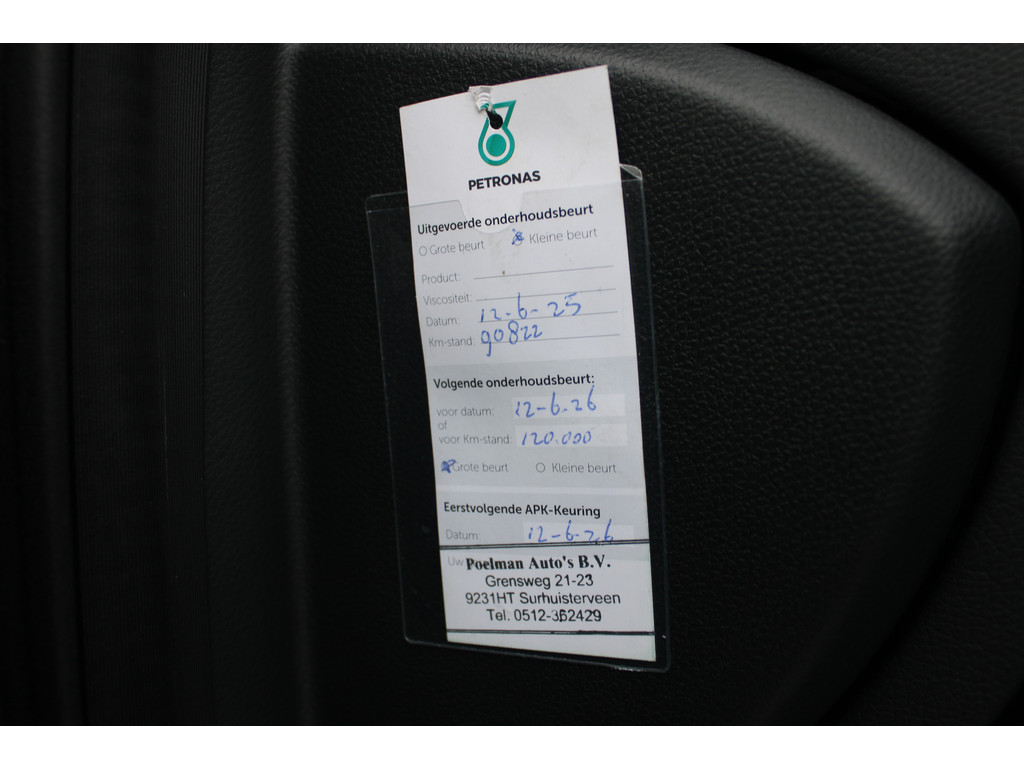 PETRONAS
Uitgevoerde onderhoudsbeurt
Grote beurt Kleine beurt
Product:
Viscositeit:
Datum: 12-6-25
Km-stand: 90822
Volgende onderhoudsbeurt:
voor datum: 12-6.26
of
voor Km-stand: 120.000
Grote beurt Kleine beurt
Eerstvolgende APK-Keuring
Datum: 12-6-26
Uw
Poelman Auto's B.V.
Grensweg 21-23
9231HT Surhuisterveen
Tel. 0512-362429